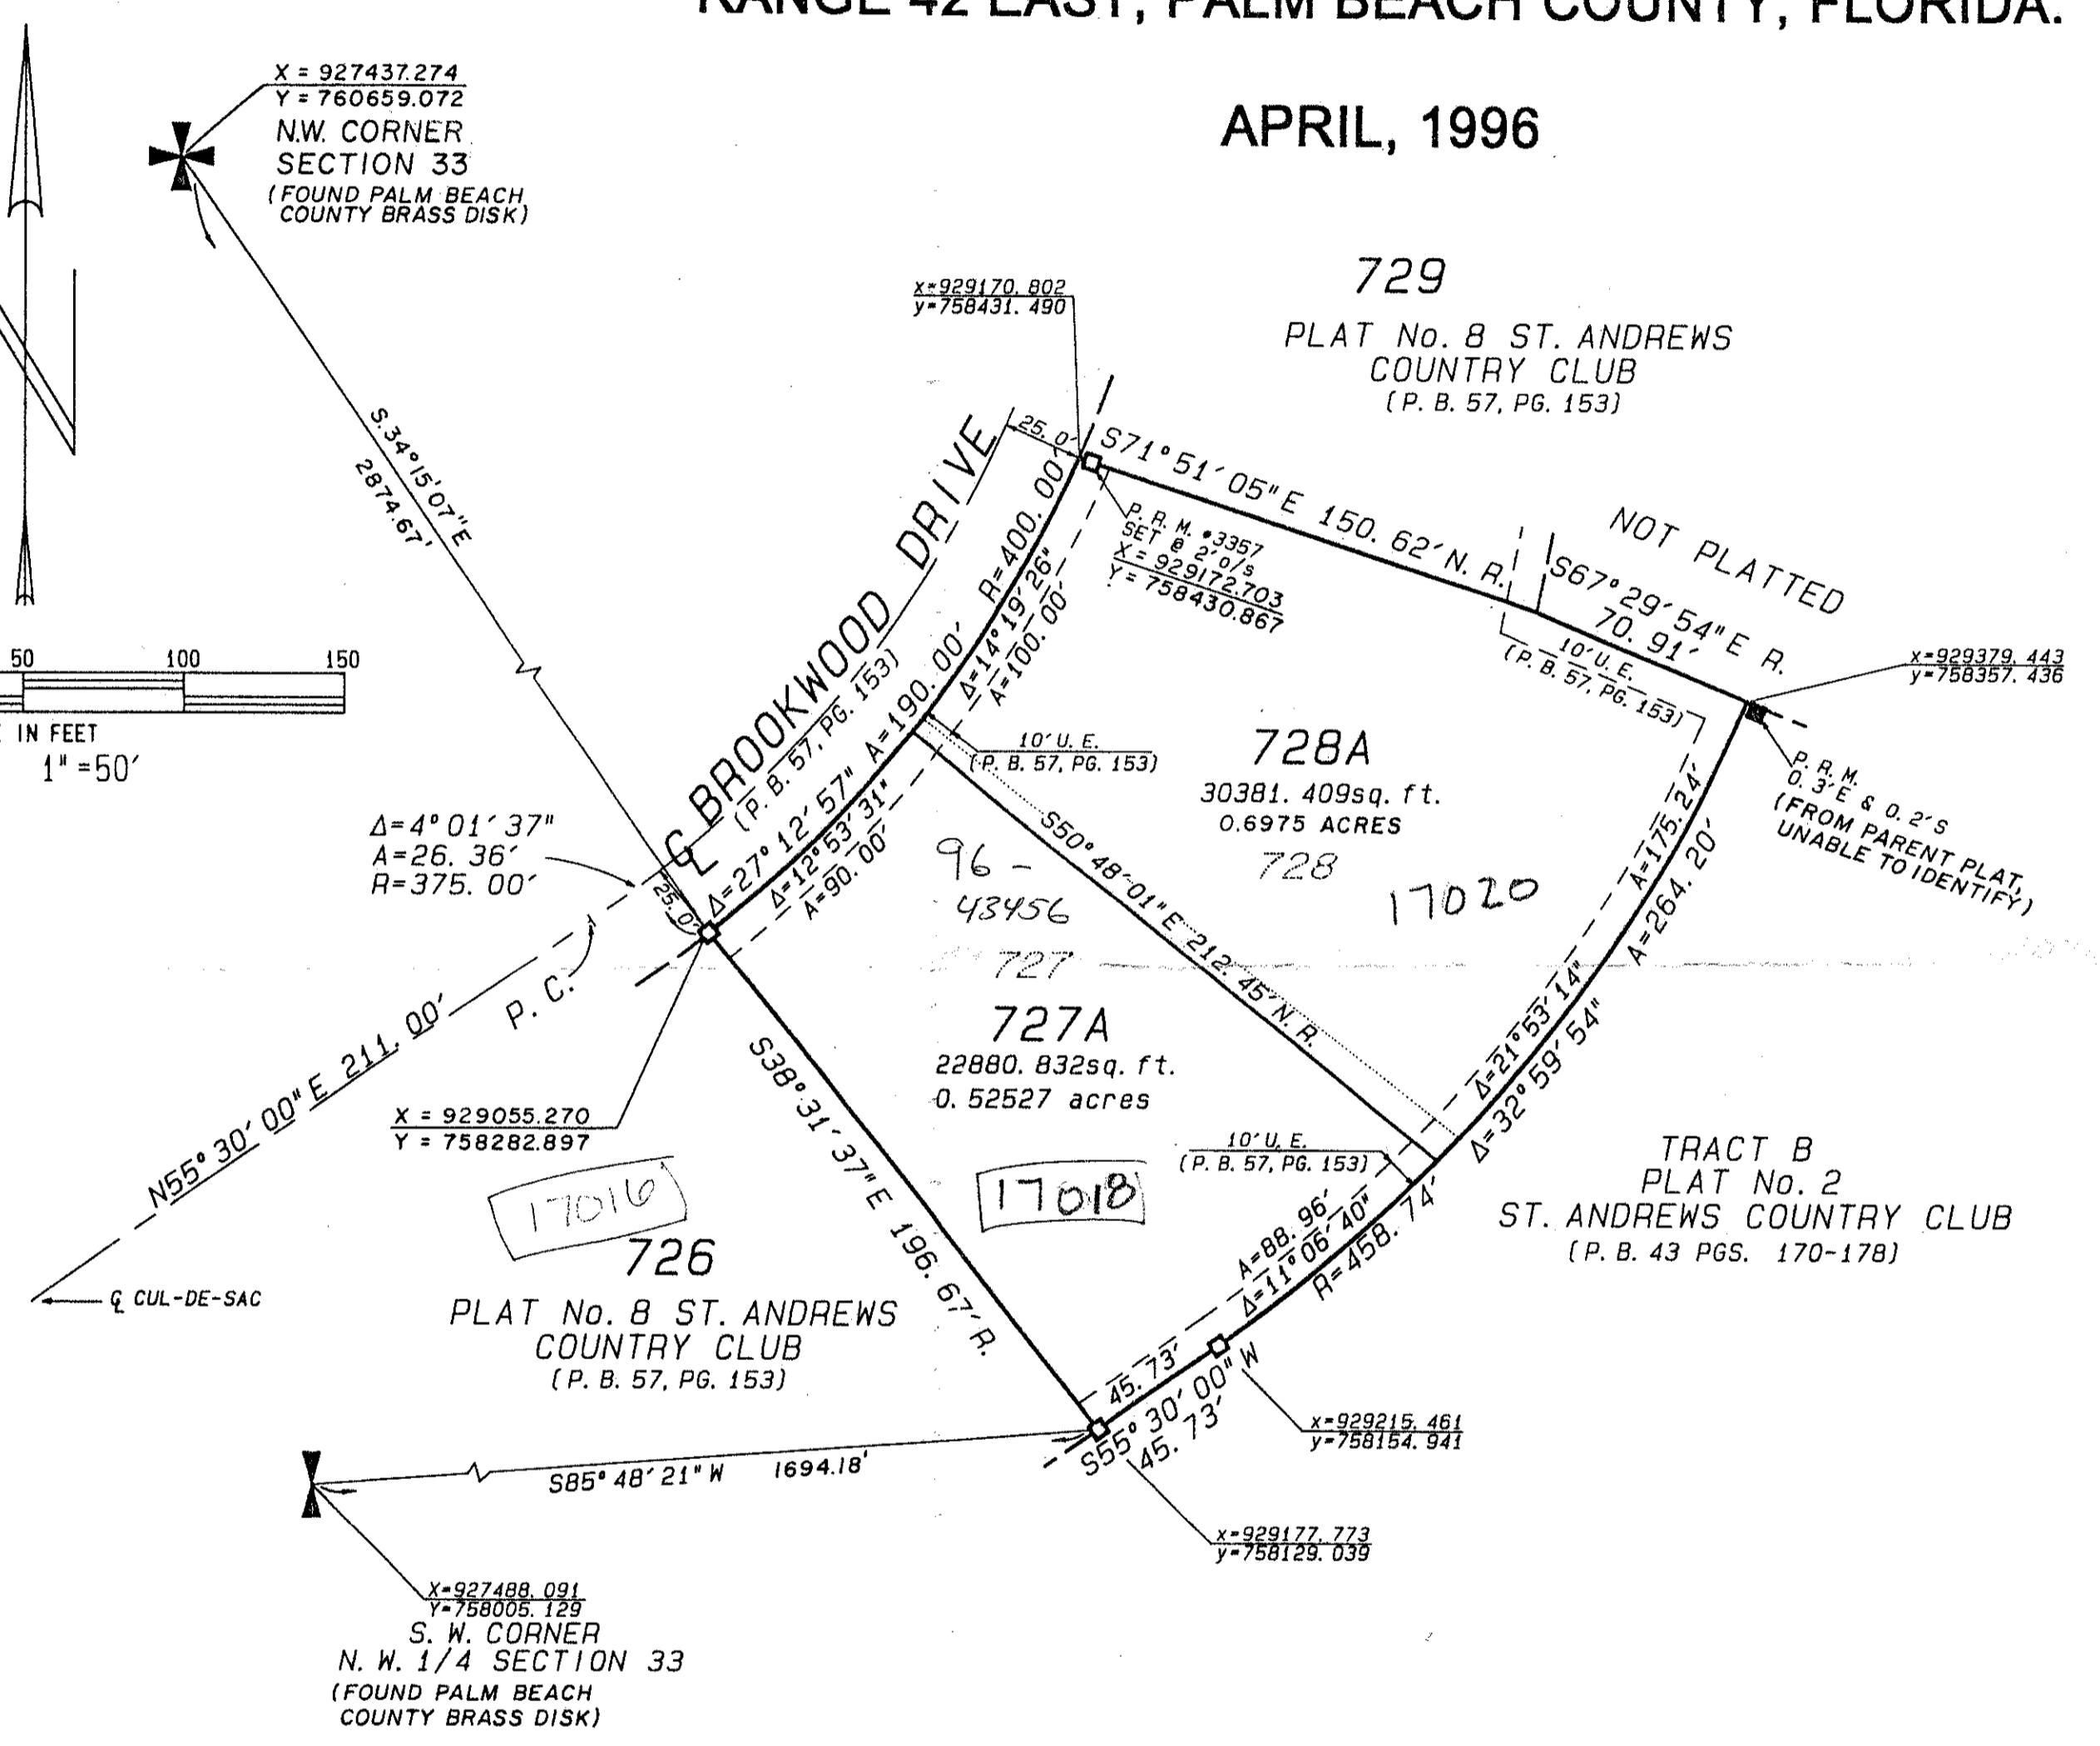 RANGE 42 EAST, PALM BEACH COUNTY, FLORIDA.
APRIL, 1996
X = 927437.274
Y = 760659.072
N.W. CORNER
SECTION 33
(FOUND PALM BEACH
COUNTY BRASS DISK)
S.34°15'07"E
2874.67'
x=929170.802
y=758431.490
729
PLAT No. 8 ST. ANDREWS
COUNTRY CLUB
(P. B. 57, PG. 153)
25.0'
S71°51'05"E 150.62' N. R.
P. R. M. #3357
SET @ 2' o/s
X = 929172.703
Y = 758430.867
NOT PLATTED
S67°29'54"E R.
70.91'
10' U. E.
(P. B. 57, PG. 153)
x=929379.443
y=758357.436
P. R. M.
0.3'E & 0.2'S
(FROM PARENT PLAT,
UNABLE TO IDENTIFY)
50 100 150
IN FEET
1" =50'
℄ BROOKWOOD DRIVE
(P. B. 57, PG. 153)
Δ=27°12'57" A=190.00' R=400.00'
Δ=14°19'26"
A=100.00'
Δ=12°53'31"
A=90.00'
Δ=4°01'37"
A=26.36'
R=375.00'
25.0'
10' U. E.
(P. B. 57, PG. 153)
728A
30381.409sq. ft.
0.6975 ACRES
728
17020
96 -
43456
727
727A
22880.832sq. ft.
0.52527 acres
17018
S50°48'01"E 212.45' N. R.
A=175.24'
A=264.20'
Δ=21°53'14"
Δ=32°59'54"
P. C.
N55°30'00"E 211.00'
℄ CUL-DE-SAC
X = 929055.270
Y = 758282.897
S38°31'37"E 196.67' R.
17016
726
PLAT No. 8 ST. ANDREWS
COUNTRY CLUB
(P. B. 57, PG. 153)
10' U. E.
(P. B. 57, PG. 153)
A=88.96'
Δ=11°06'40"
R=458.74'
TRACT B
PLAT No. 2
ST. ANDREWS COUNTRY CLUB
(P. B. 43 PGS. 170-178)
45.73'
S55°30'00"W
45.73'
x=929215.461
y=758154.941
S85°48'21"W 1694.18'
x=929177.773
y=758129.039
X=927488.091
Y=758005.129
S. W. CORNER
N. W. 1/4 SECTION 33
(FOUND PALM BEACH
COUNTY BRASS DISK)